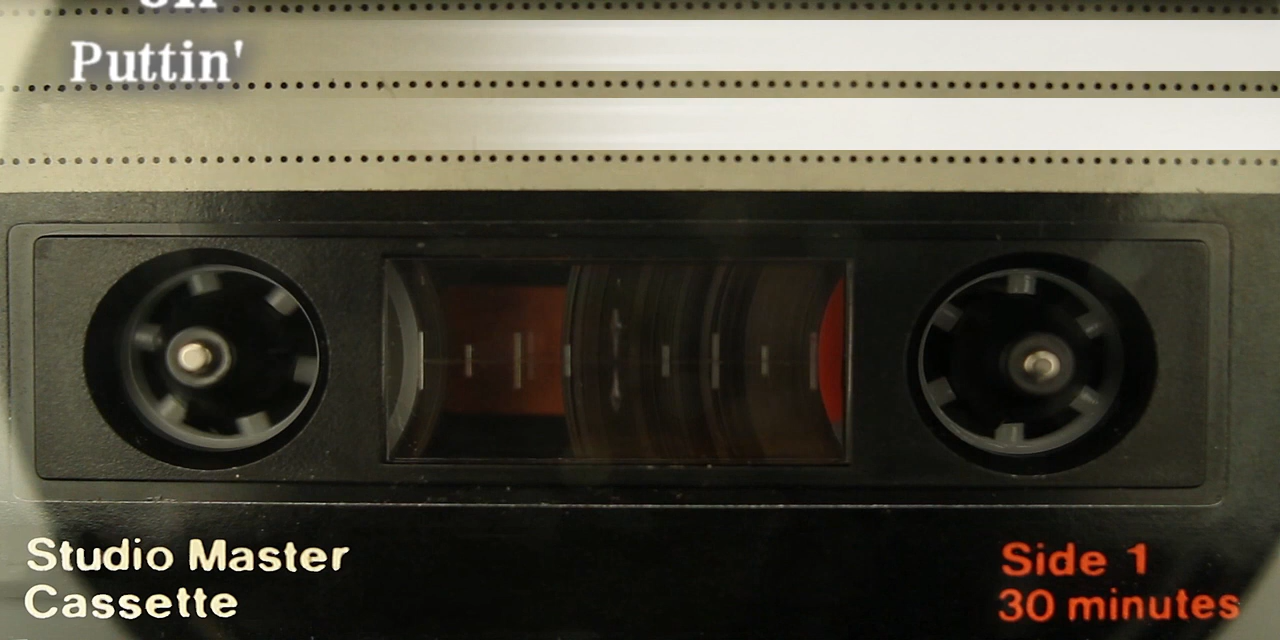 Puttin'
Studio Master
Cassette
Side 1
30 minutes